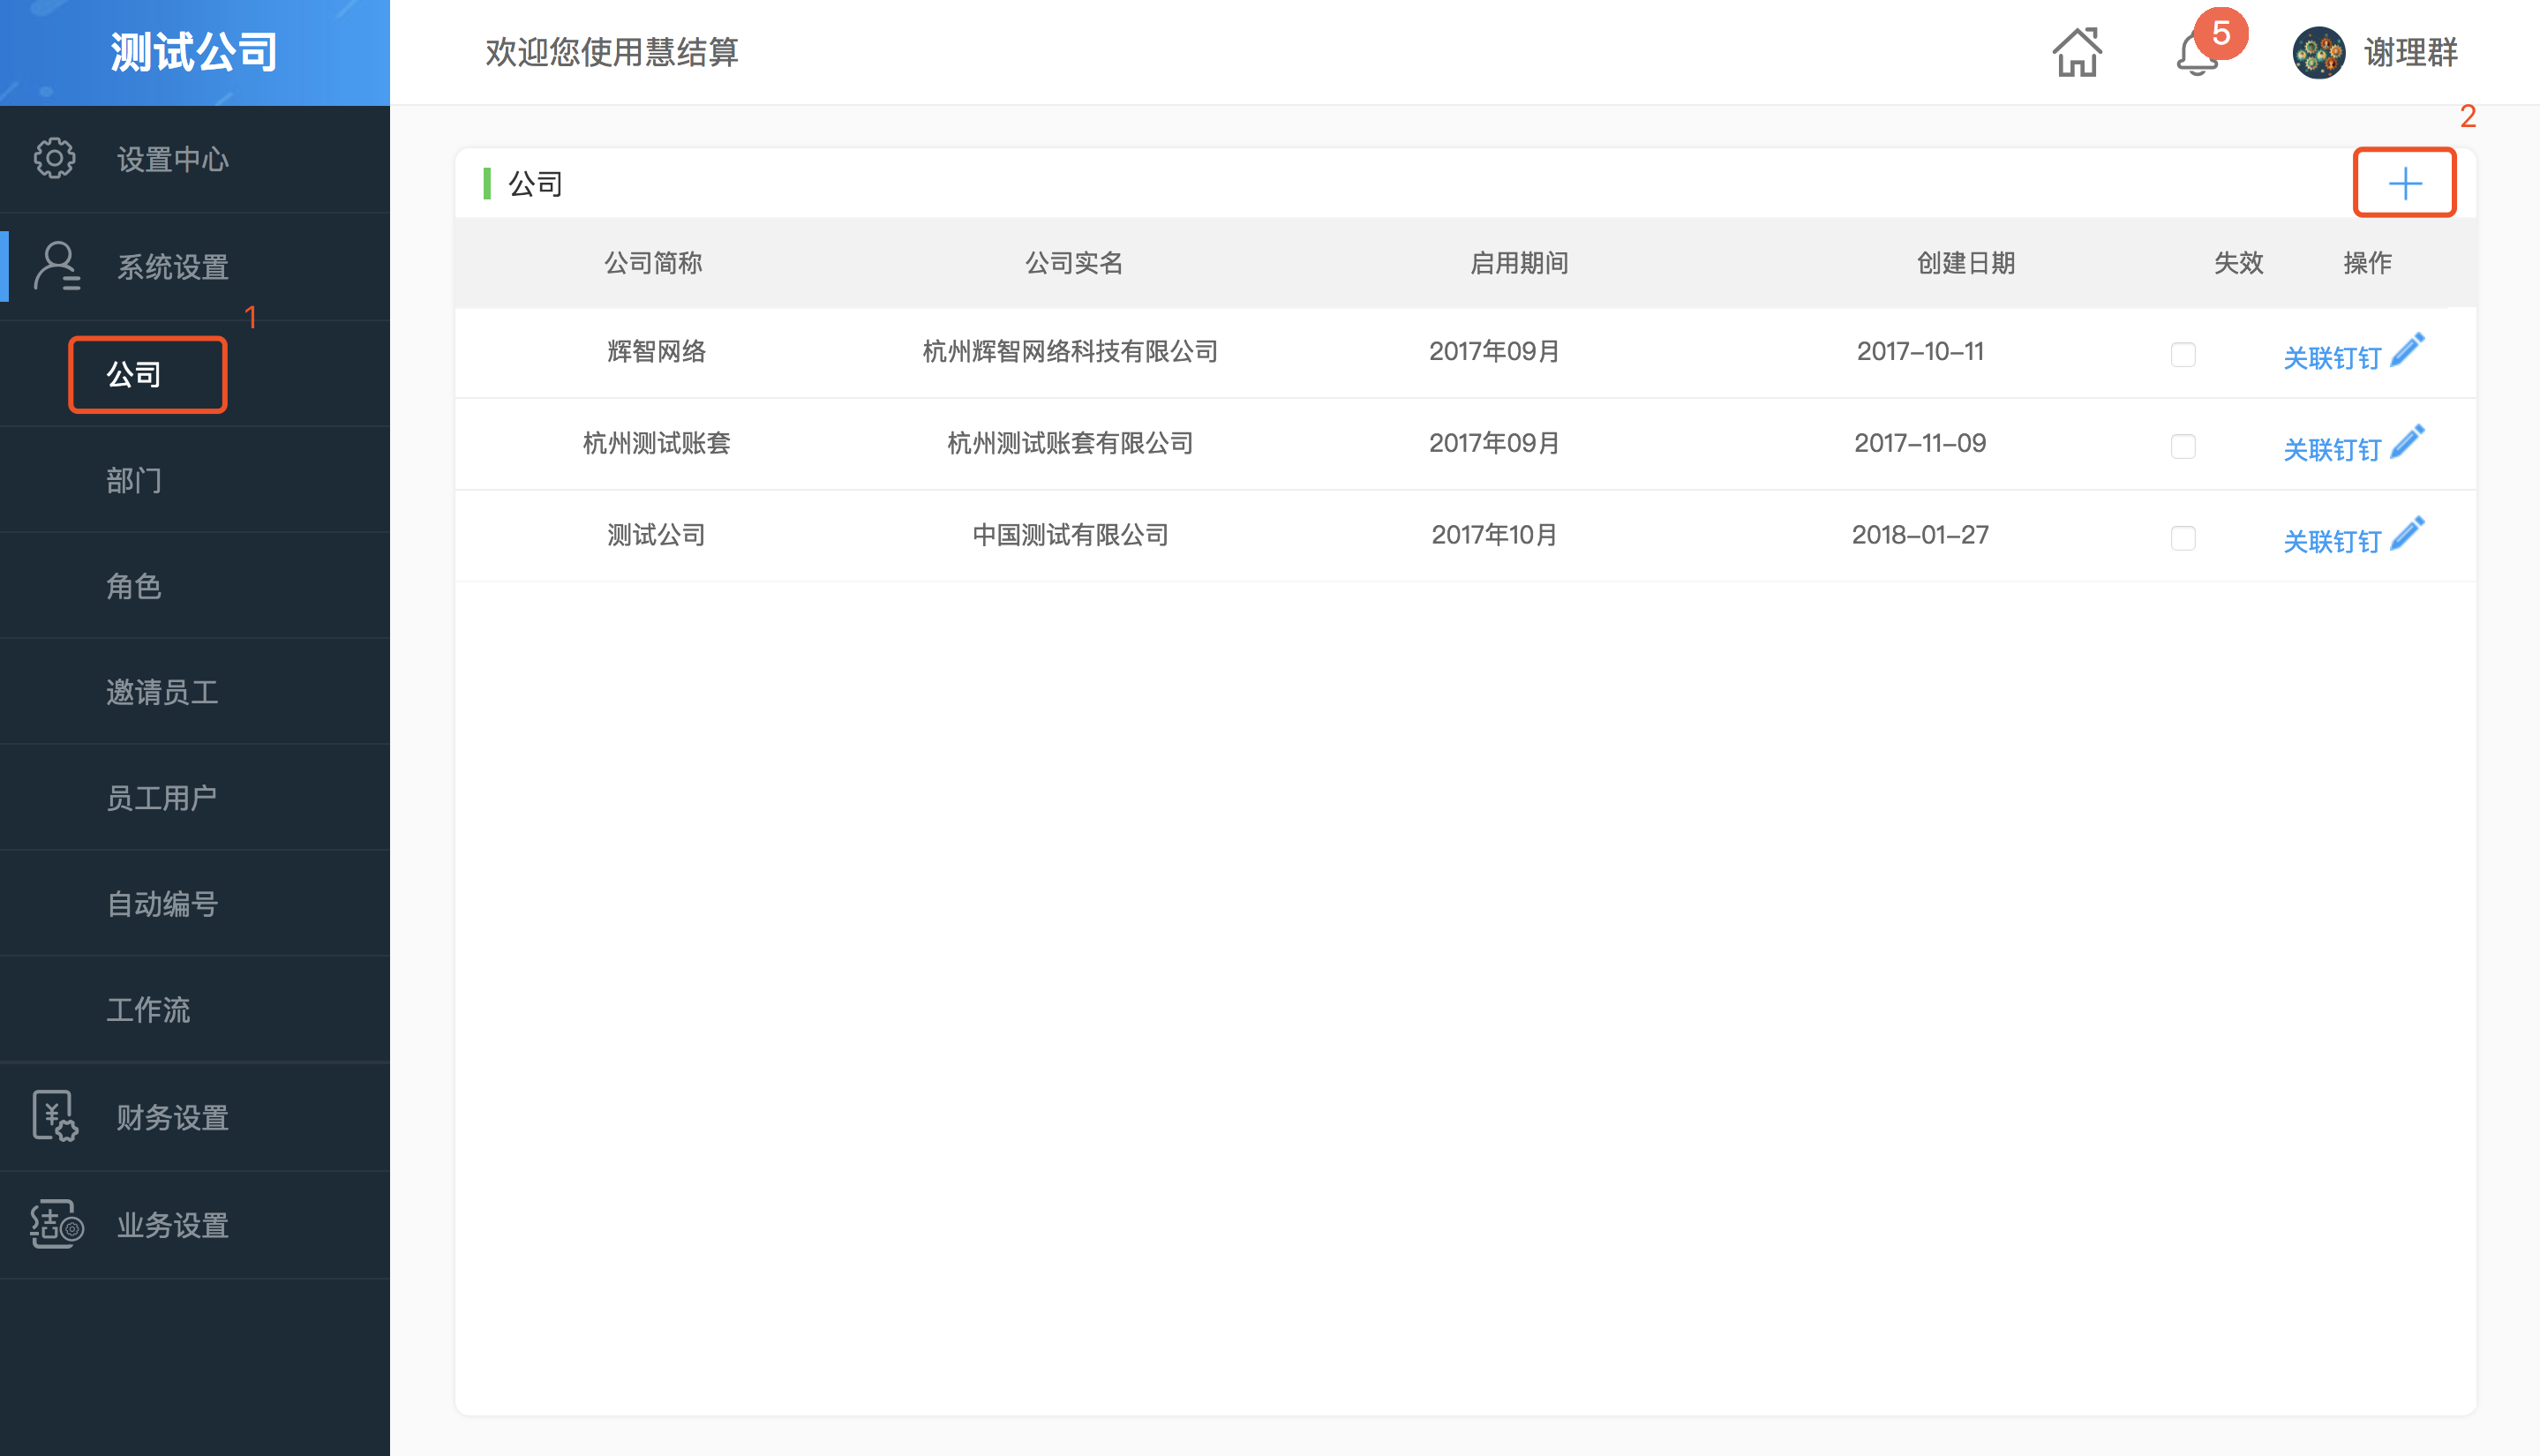 测试公司
欢迎您使用慧结算
5
谢理群
2
设置中心
系统设置
1
公司
部门
角色
邀请员工
员工用户
自动编号
工作流
财务设置
业务设置
公司
公司简称 公司实名 启用期间 创建日期 失效 操作
辉智网络 杭州辉智网络科技有限公司 2017年09月 2017-10-11 关联钉钉
杭州测试账套 杭州测试账套有限公司 2017年09月 2017-11-09 关联钉钉
测试公司 中国测试有限公司 2017年10月 2018-01-27 关联钉钉